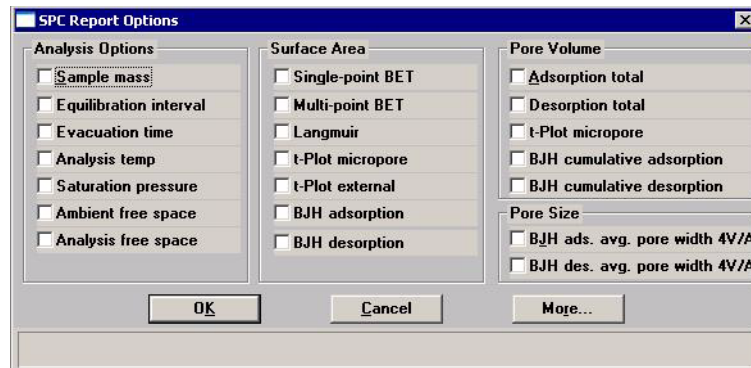 SPC Report Options
Analysis Options
Sample mass
Equilibration interval
Evacuation time
Analysis temp
Saturation pressure
Ambient free space
Analysis free space
Surface Area
Single-point BET
Multi-point BET
Langmuir
t-Plot micropore
t-Plot external
BJH adsorption
BJH desorption
Pore Volume
Adsorption total
Desorption total
t-Plot micropore
BJH cumulative adsorption
BJH cumulative desorption
Pore Size
BJH ads. avg. pore width 4V/A
BJH des. avg. pore width 4V/A
OK
Cancel
More...